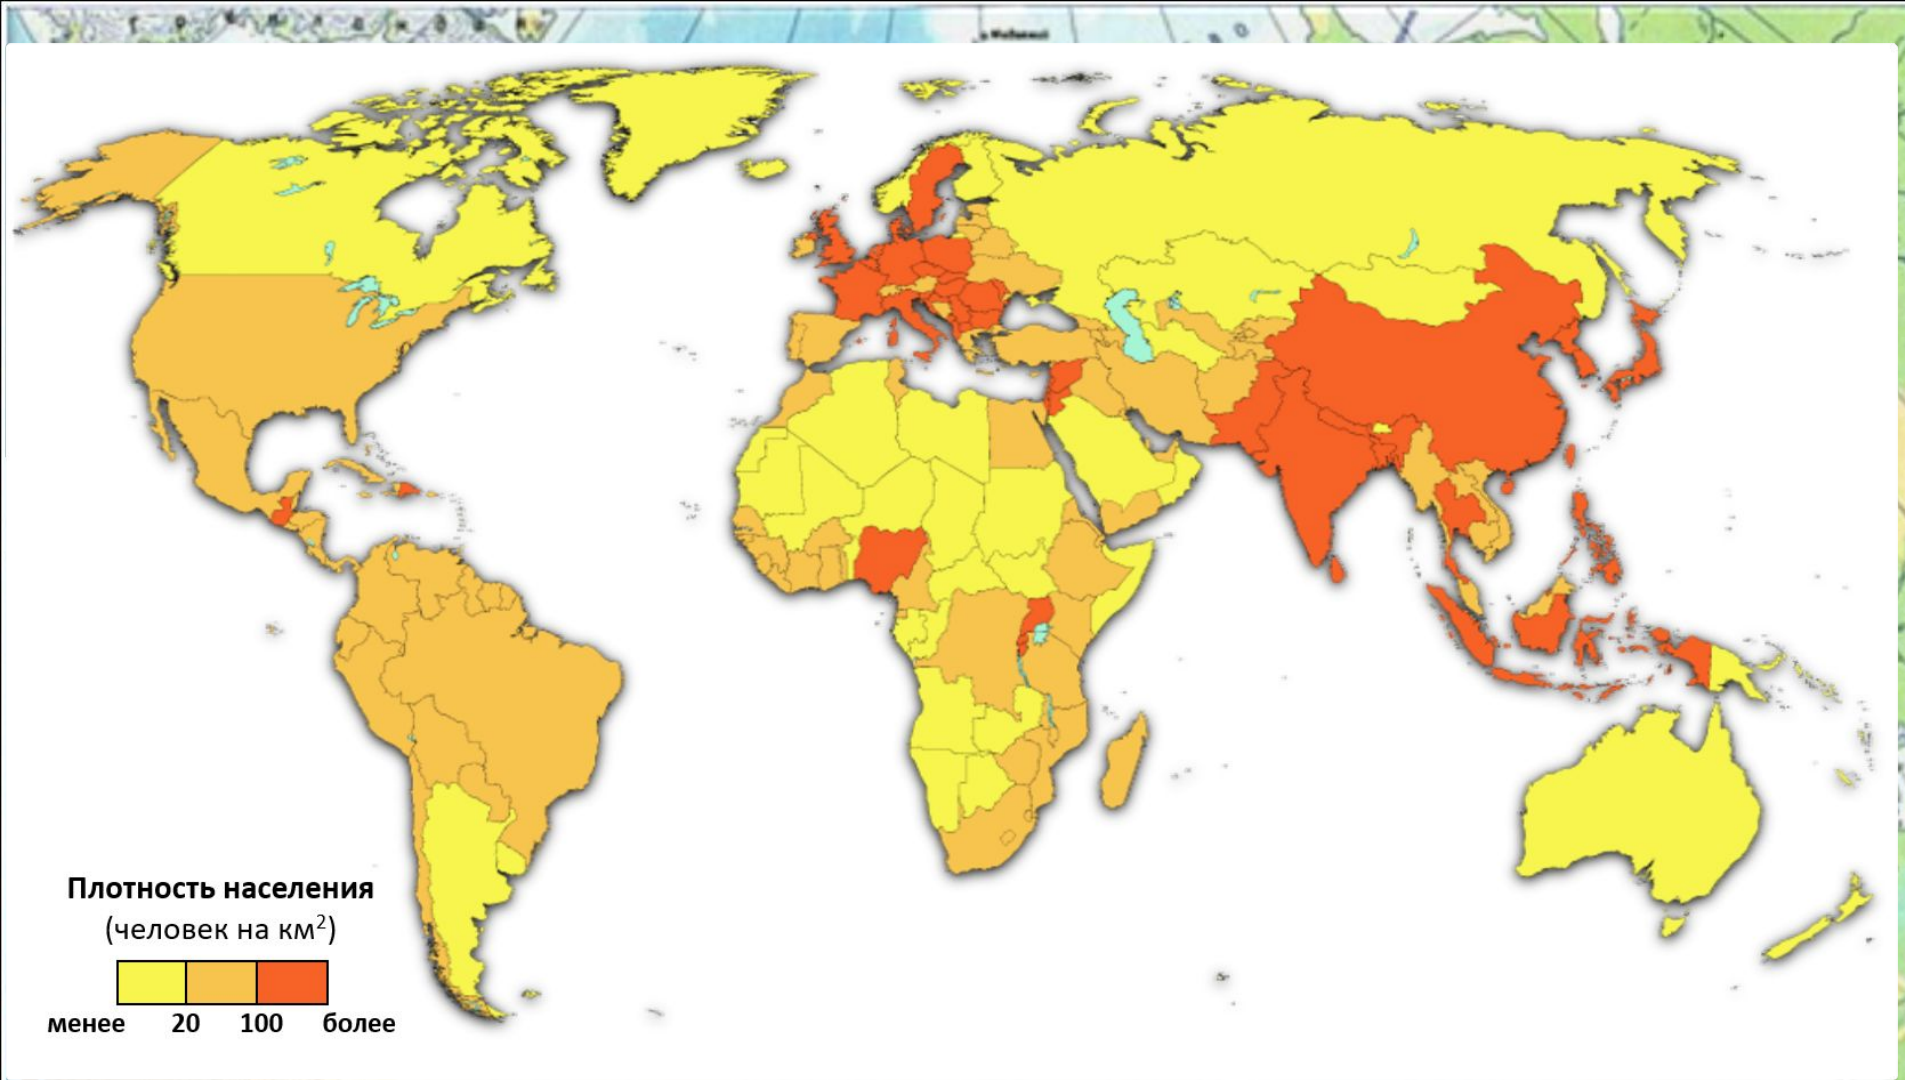 Плотность населения
(человек на км²)
менее 20 100 более